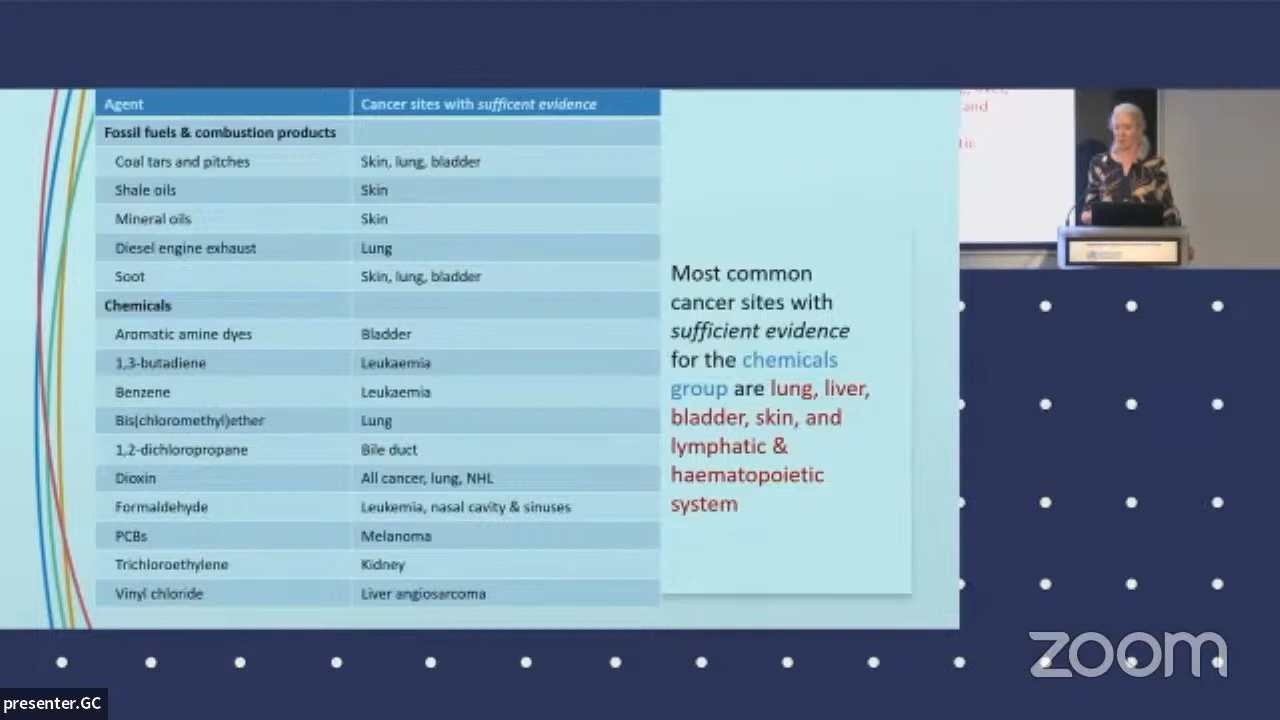 Agent Cancer sites with sufficent evidence
Fossil fuels & combustion products
Coal tars and pitches Skin, lung, bladder
Shale oils Skin
Mineral oils Skin
Diesel engine exhaust Lung
Soot Skin, lung, bladder
Chemicals
Aromatic amine dyes Bladder
1,3-butadiene Leukaemia
Benzene Leukaemia
Bis(chloromethyl)ether Lung
1,2-dichloropropane Bile duct
Dioxin All cancer, lung, NHL
Formaldehyde Leukemia, nasal cavity & sinuses
PCBs Melanoma
Trichloroethylene Kidney
Vinyl chloride Liver angiosarcoma
Most common
cancer sites with
sufficient evidence
for the chemicals
group are lung, liver,
bladder, skin, and
lymphatic &
haematopoietic
system
and
zoom
presenter.GC